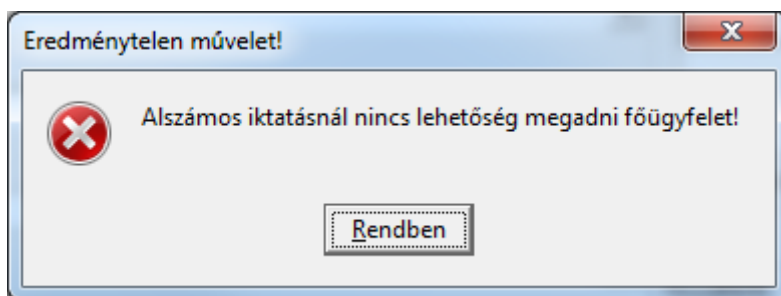 Eredménytelen művelet!
Alszámos iktatásnál nincs lehetőség megadni főügyfelet!
Rendben